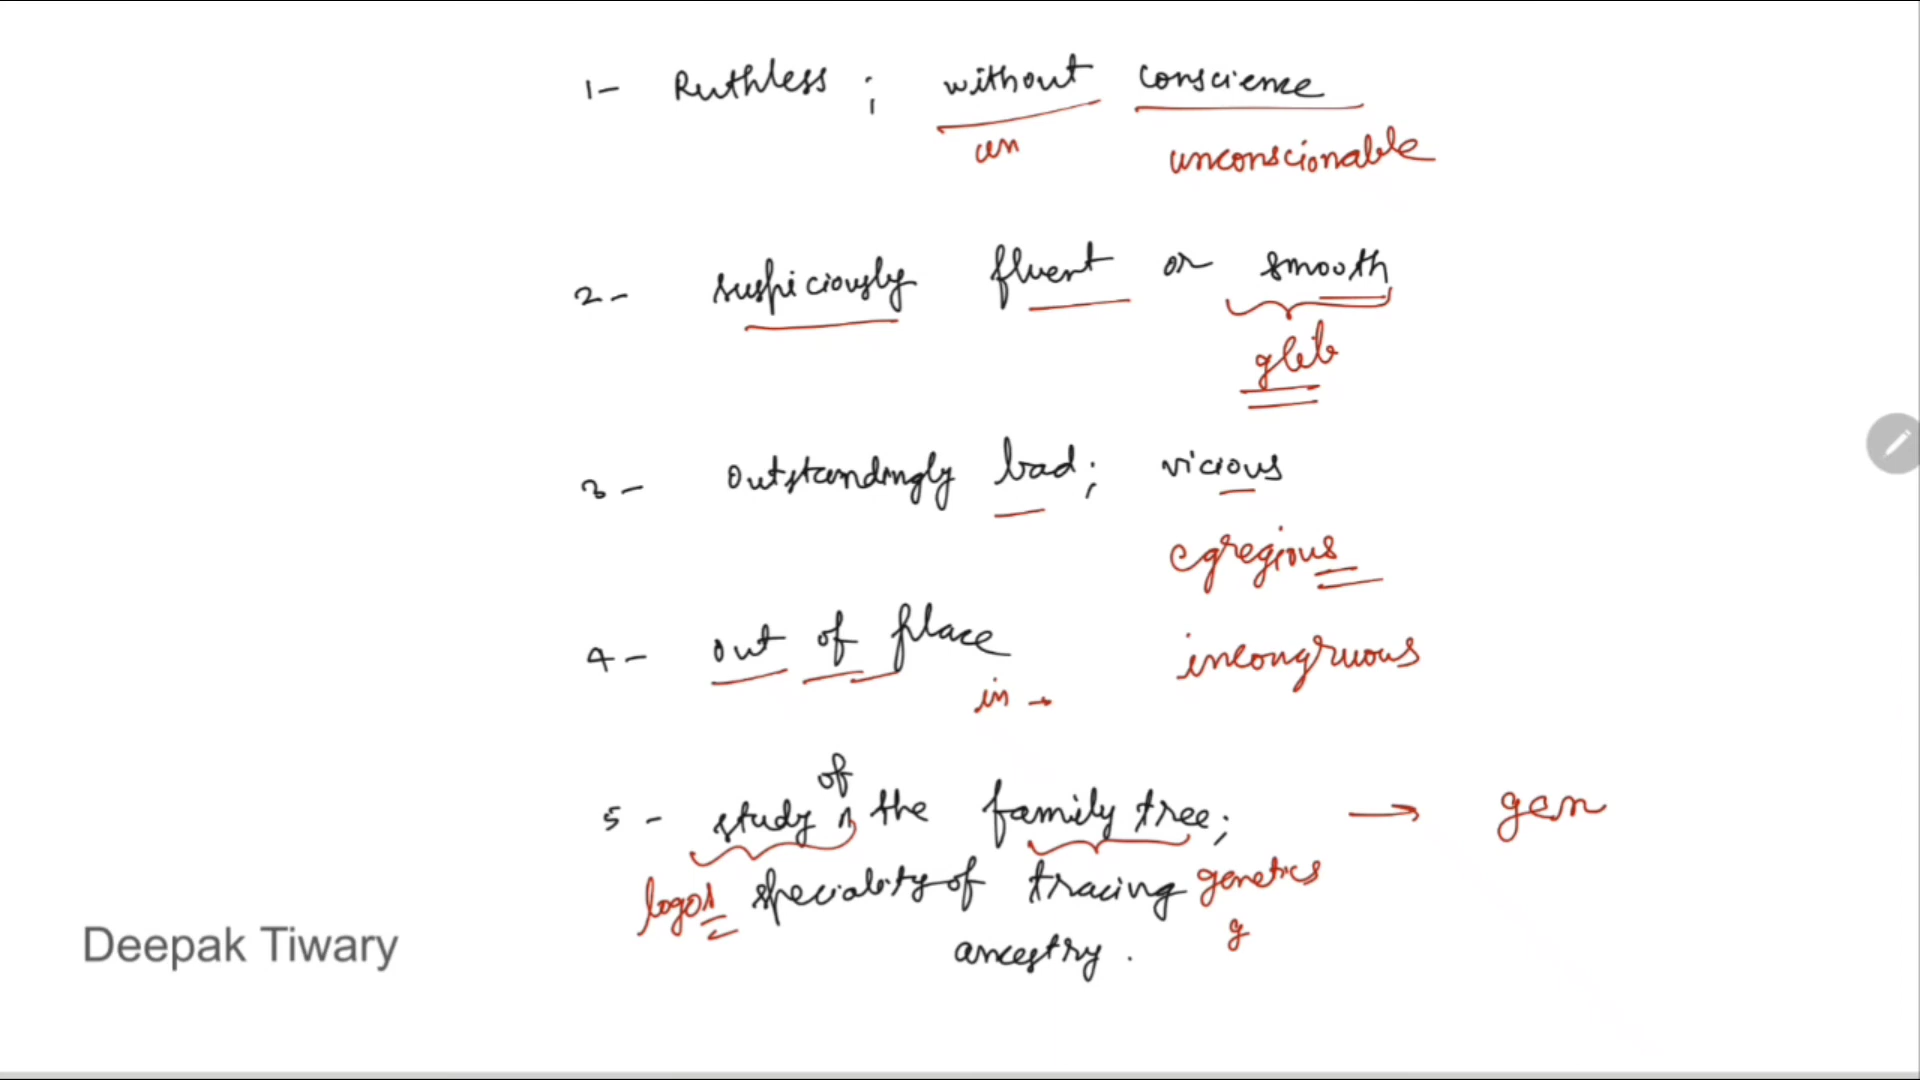 1- Ruthless ; without conscience
un unconscionable
2- suspiciously fluent or smooth
glib
3- Outstandingly bad; vicious
egregious
4- out of place incongruous
in -
of
5- study ^ the family tree; → gen
logos speciality of tracing genetics
g
ancestry.
Deepak Tiwary